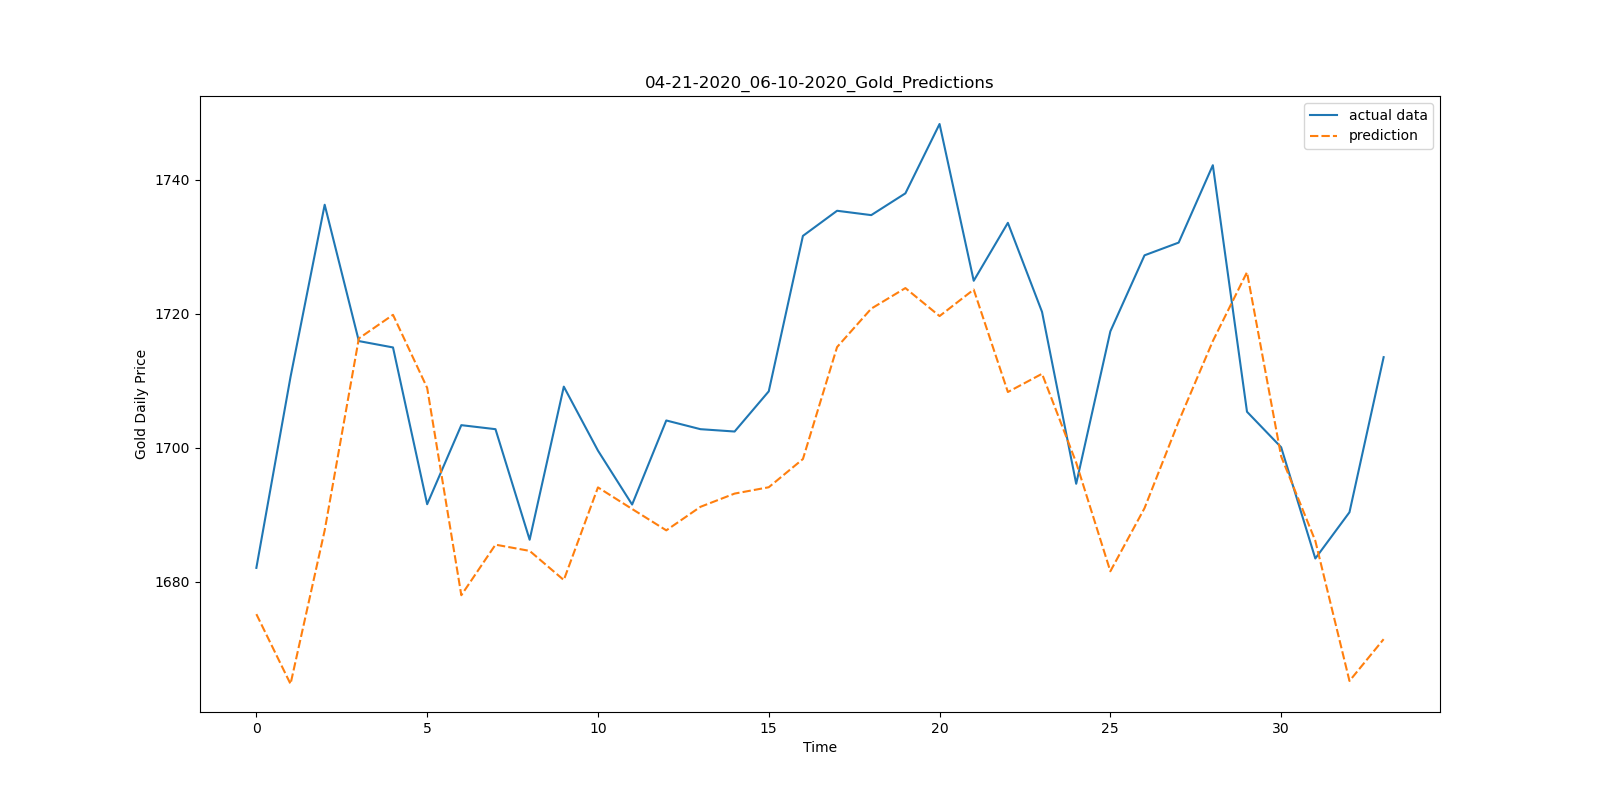 04-21-2020_06-10-2020_Gold_Predictions
actual data
prediction
1740
1720
1700
1680
Gold Daily Price
0 5 10 15 20 25 30
Time